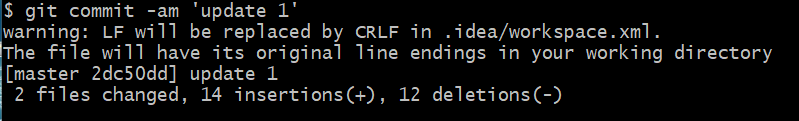 $ git commit -am 'update 1'
warning: LF will be replaced by CRLF in .idea/workspace.xml.
The file will have its original line endings in your working directory
[master 2dc50dd] update 1
 2 files changed, 14 insertions(+), 12 deletions(-)